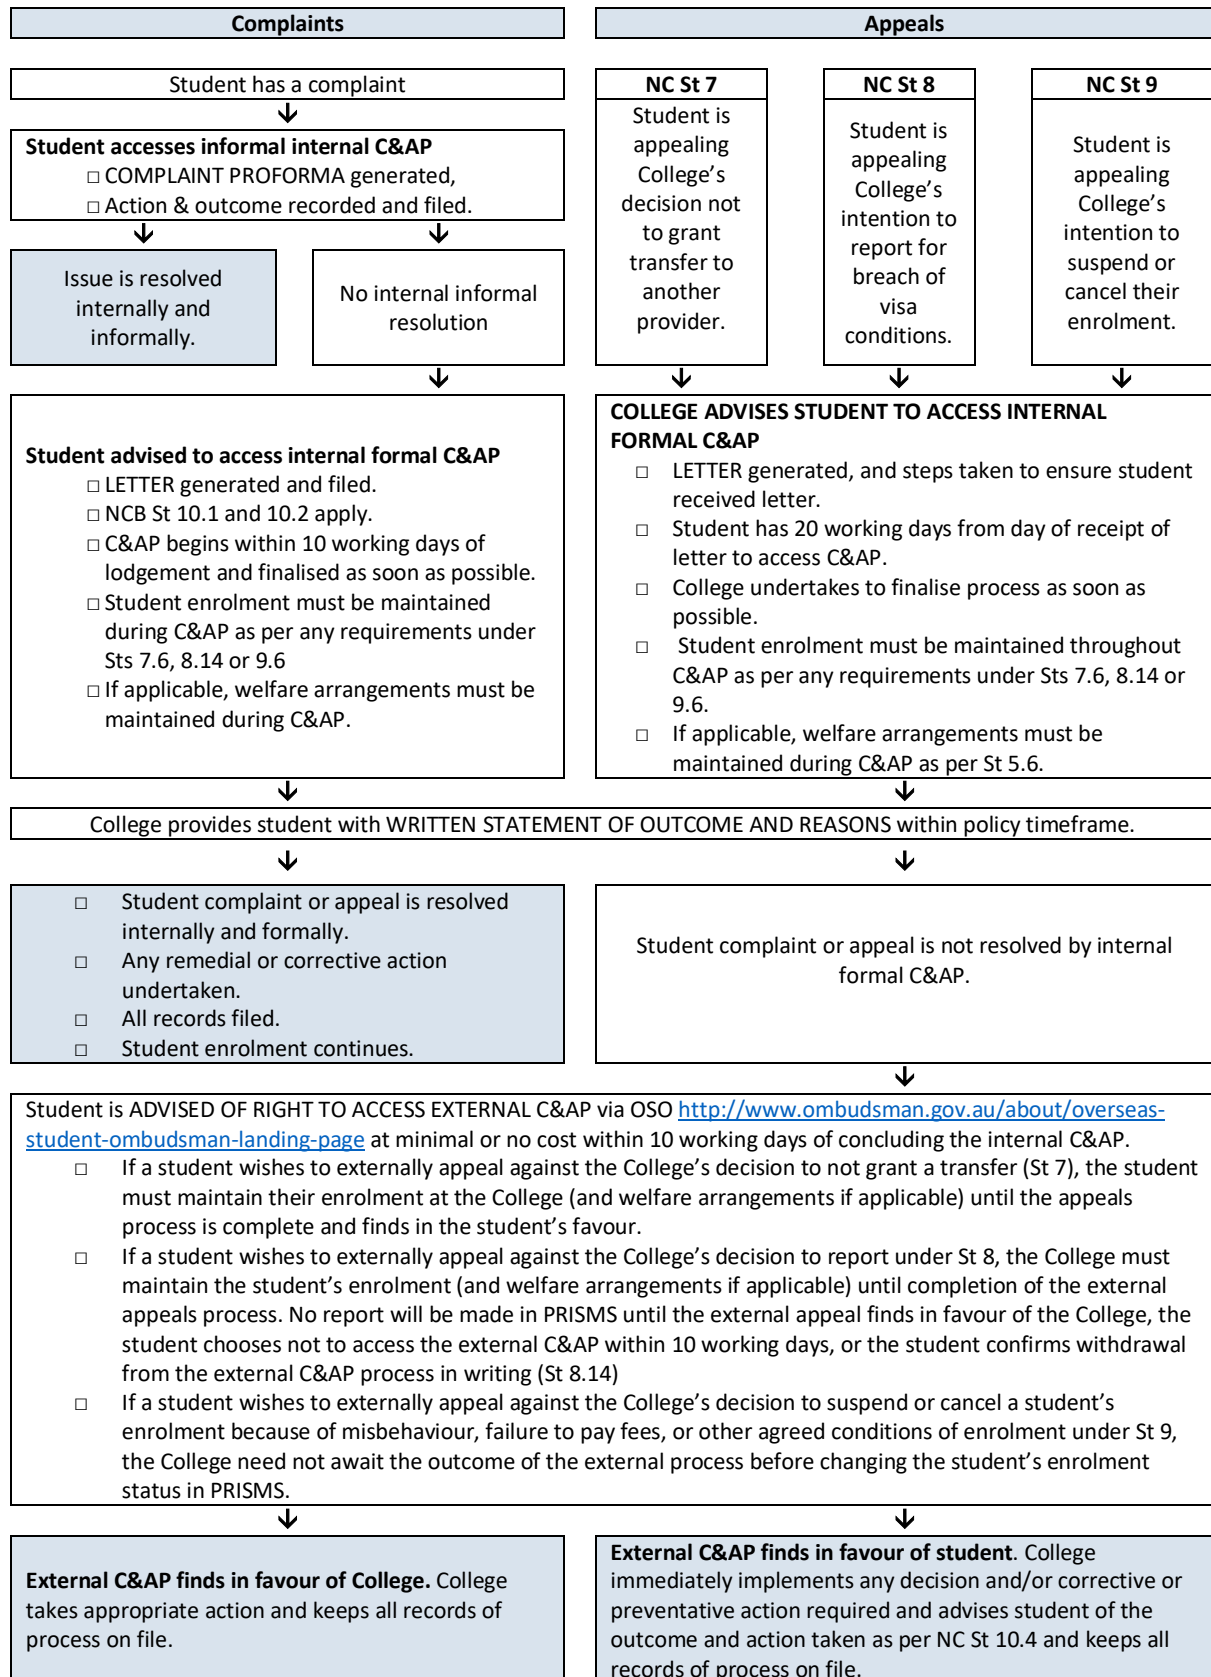 Complaints
Appeals
Student has a complaint
Student accesses informal internal C&AP
□ COMPLAINT PROFORMA generated,
□ Action & outcome recorded and filed.
Issue is resolved
internally and
informally.
No internal informal
resolution
NC St 7
Student is
appealing
College’s
decision not
to grant
transfer to
another
provider.
NC St 8
Student is
appealing
College’s
intention to
report for
breach of
visa
conditions.
NC St 9
Student is
appealing
College’s
intention to
suspend or
cancel their
enrolment.
Student advised to access internal formal C&AP
□ LETTER generated and filed.
□ NCB St 10.1 and 10.2 apply.
□ C&AP begins within 10 working days of
lodgement and finalised as soon as possible.
□ Student enrolment must be maintained
during C&AP as per any requirements under
Sts 7.6, 8.14 or 9.6
□ If applicable, welfare arrangements must be
maintained during C&AP.
COLLEGE ADVISES STUDENT TO ACCESS INTERNAL
FORMAL C&AP
□ LETTER generated, and steps taken to ensure student
received letter.
□ Student has 20 working days from day of receipt of
letter to access C&AP.
□ College undertakes to finalise process as soon as
possible.
□ Student enrolment must be maintained throughout
C&AP as per any requirements under Sts 7.6, 8.14 or
9.6.
□ If applicable, welfare arrangements must be
maintained during C&AP as per St 5.6.
College provides student with WRITTEN STATEMENT OF OUTCOME AND REASONS within policy timeframe.
□ Student complaint or appeal is resolved
internally and formally.
□ Any remedial or corrective action
undertaken.
□ All records filed.
□ Student enrolment continues.
Student complaint or appeal is not resolved by internal
formal C&AP.
Student is ADVISED OF RIGHT TO ACCESS EXTERNAL C&AP via OSO http://www.ombudsman.gov.au/about/overseas-
student-ombudsman-landing-page at minimal or no cost within 10 working days of concluding the internal C&AP.
□ If a student wishes to externally appeal against the College’s decision to not grant a transfer (St 7), the student
must maintain their enrolment at the College (and welfare arrangements if applicable) until the appeals
process is complete and finds in the student’s favour.
□ If a student wishes to externally appeal against the College’s decision to report under St 8, the College must
maintain the student’s enrolment (and welfare arrangements if applicable) until completion of the external
appeals process. No report will be made in PRISMS until the external appeal finds in favour of the College, the
student chooses not to access the external C&AP within 10 working days, or the student confirms withdrawal
from the external C&AP process in writing (St 8.14)
□ If a student wishes to externally appeal against the College’s decision to suspend or cancel a student’s
enrolment because of misbehaviour, failure to pay fees, or other agreed conditions of enrolment under St 9,
the College need not await the outcome of the external process before changing the student’s enrolment
status in PRISMS.
External C&AP finds in favour of College. College
takes appropriate action and keeps all records of
process on file.
External C&AP finds in favour of student. College
immediately implements any decision and/or corrective or
preventative action required and advises student of the
outcome and action taken as per NC St 10.4 and keeps all
records of process on file.